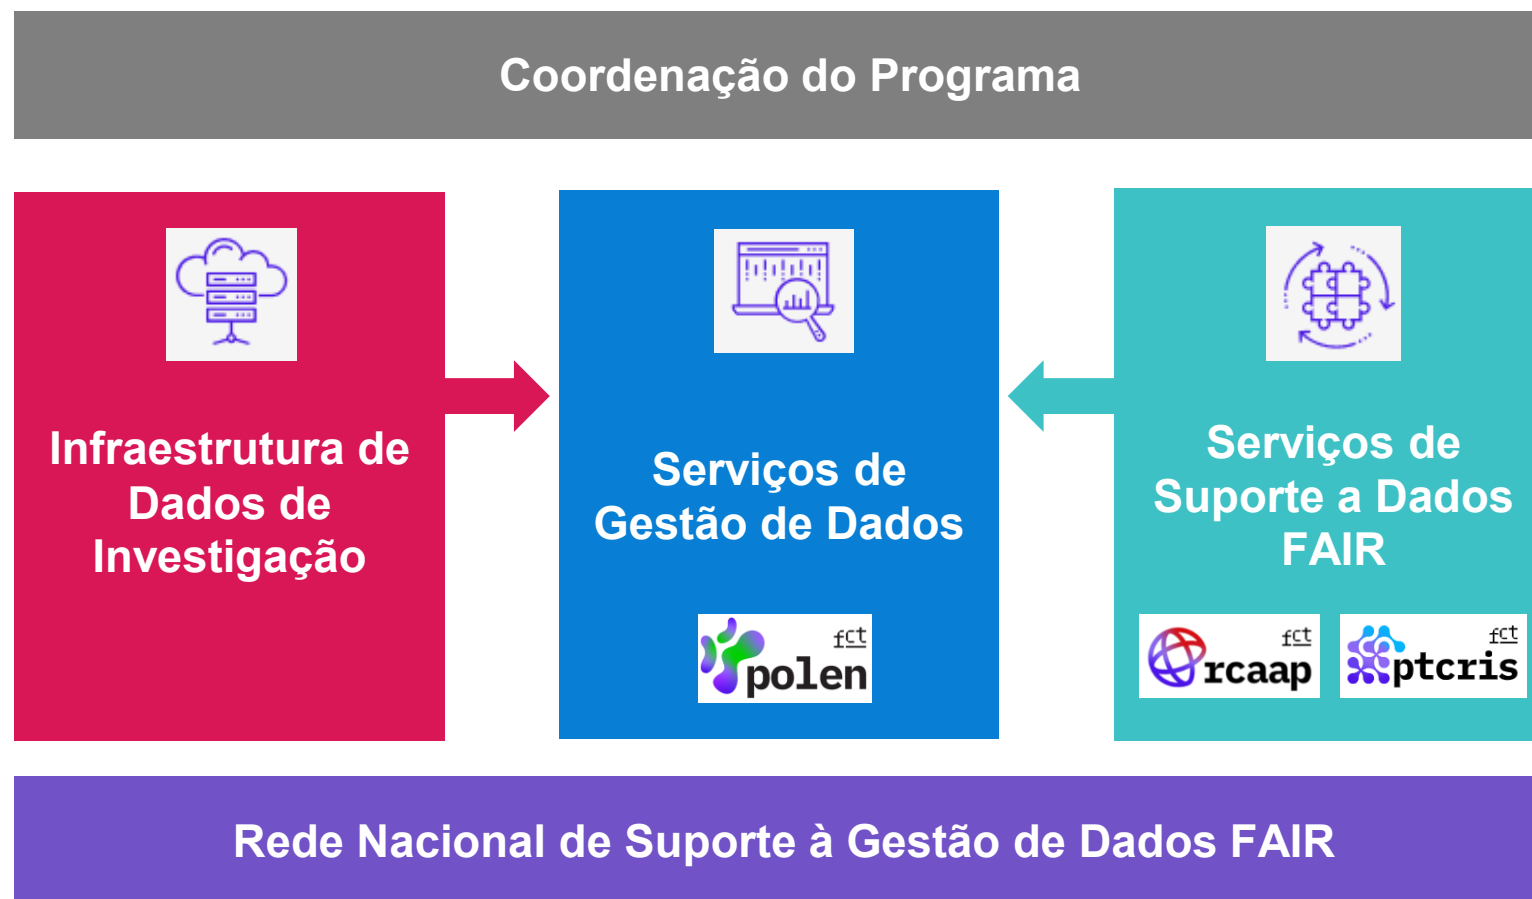 Coordenação do Programa
Infraestrutura de
Dados de
Investigação
Serviços de
Gestão de Dados
fct
polen
Serviços de
Suporte a Dados
FAIR
fct
rcaap
fct
ptcris
Rede Nacional de Suporte à Gestão de Dados FAIR